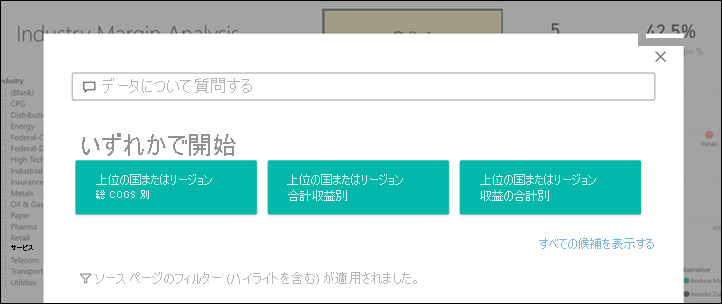 Industry Margin Analysis
5
42.5%
Industry
(Blank)
CPG
Energy
High Tech
Industrial
Insurance
Metals
Oil & Gas
Paper
Pharma
Retail
サービス
Telecom
Utilities
データについて質問する
いずれかで開始
上位の国またはリージョン
総 COGS 別
上位の国またはリージョン
合計収益別
上位の国またはリージョン
収益の合計別
すべての候補を表示する
ソース ページのフィルター (ハイライトを含む) が適用されました。
Retail
Executive